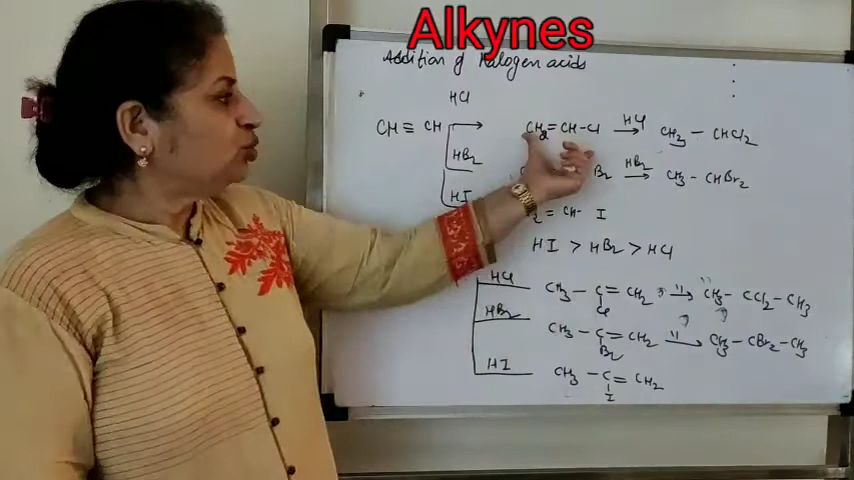 Alkynes
Addition of Halogen acids
HCl
CH ≡ CH → CH2 = CH - Cl HCl → CH3 - CHCl2
HBr Br HBr → CH3 - CHBr2
HI
= CH - I
HI > HBr > HCl
HCl CH3 - C = CH2 → " CH3 - CCl2 - CH3
Cl
HBr CH3 - C = CH2 → " CH3 - CBr2 - CH3
Br
HI CH3 - C = CH2
I